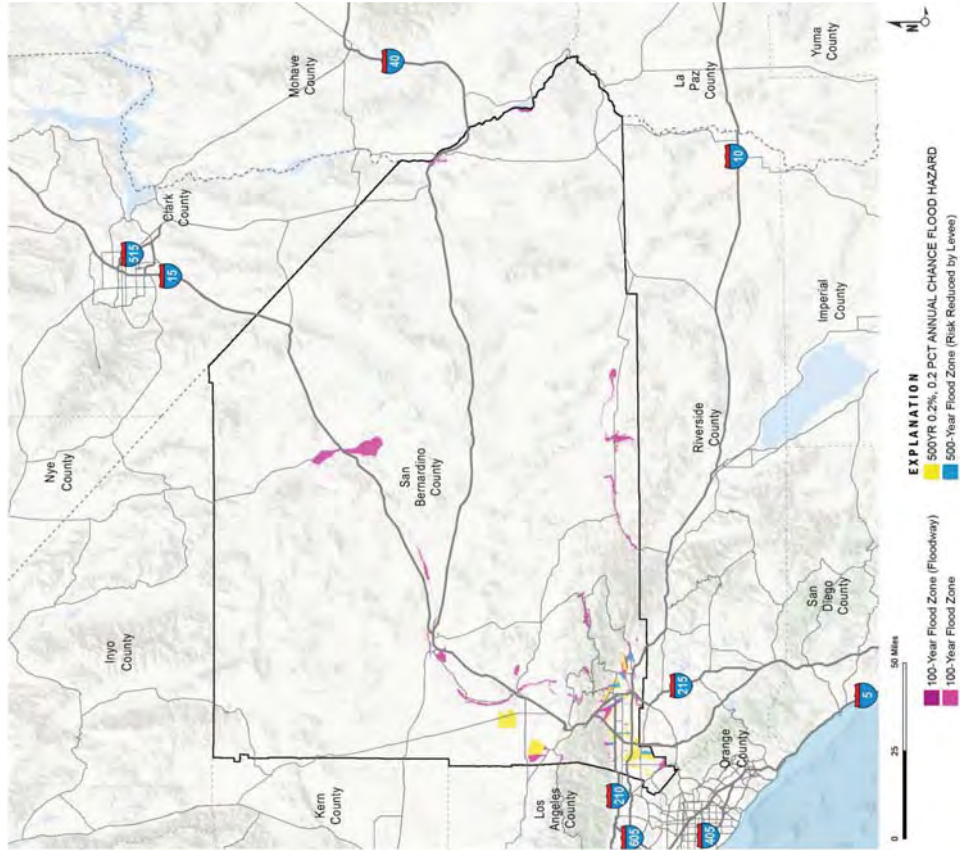 Nye
County
Inyo
County
Kern
County
Clark
County
515
15
Mohave
County
40
San
Bernardino
County
Los
Angeles
County
210
605
405
Orange
County
215
5
Riverside
County
San
Diego
County
Imperial
County
10
La
Paz
County
Yuma
County
N
0
25
50 Miles
EXPLANATION
100-Year Flood Zone (Floodway)
100-Year Flood Zone
500YR 0.2%, 0.2 PCT ANNUAL CHANCE FLOOD HAZARD
500-Year Flood Zone (Risk Reduced by Levee)